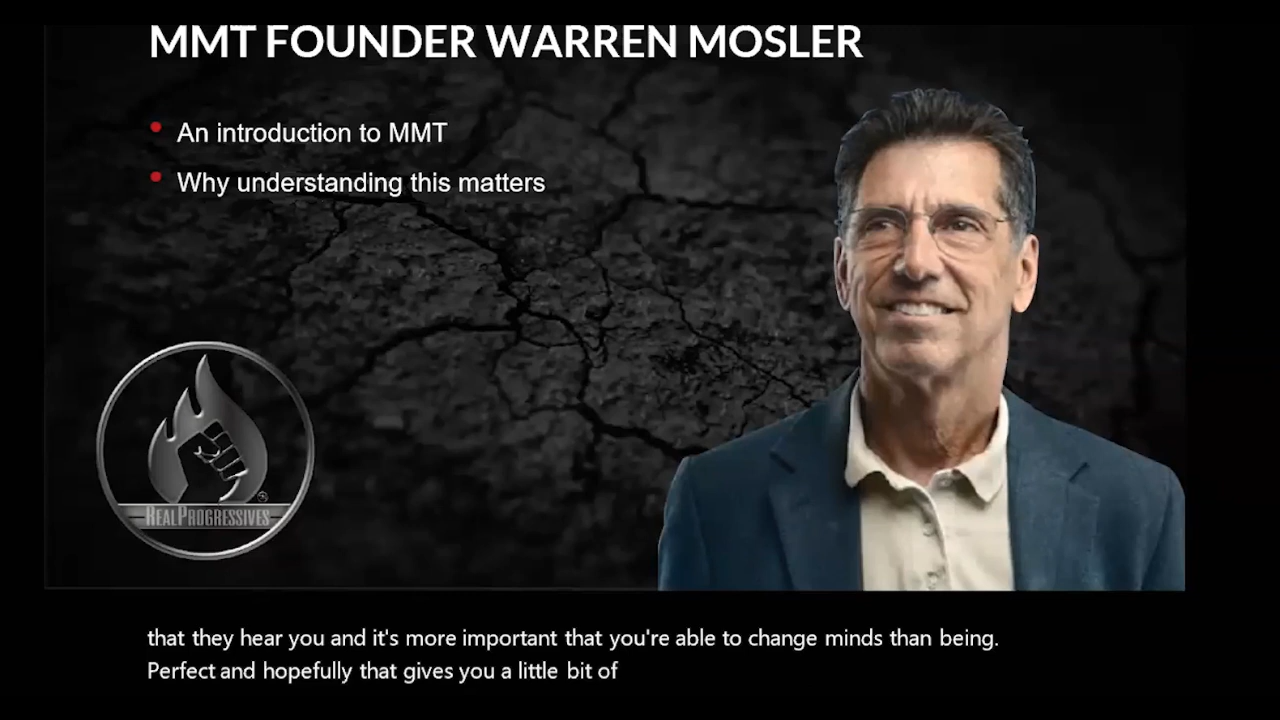 MMT FOUNDER WARREN MOSLER
An introduction to MMT
Why understanding this matters
REALPROGRESSIVES
that they hear you and it's more important that you're able to change minds than being.
Perfect and hopefully that gives you a little bit of